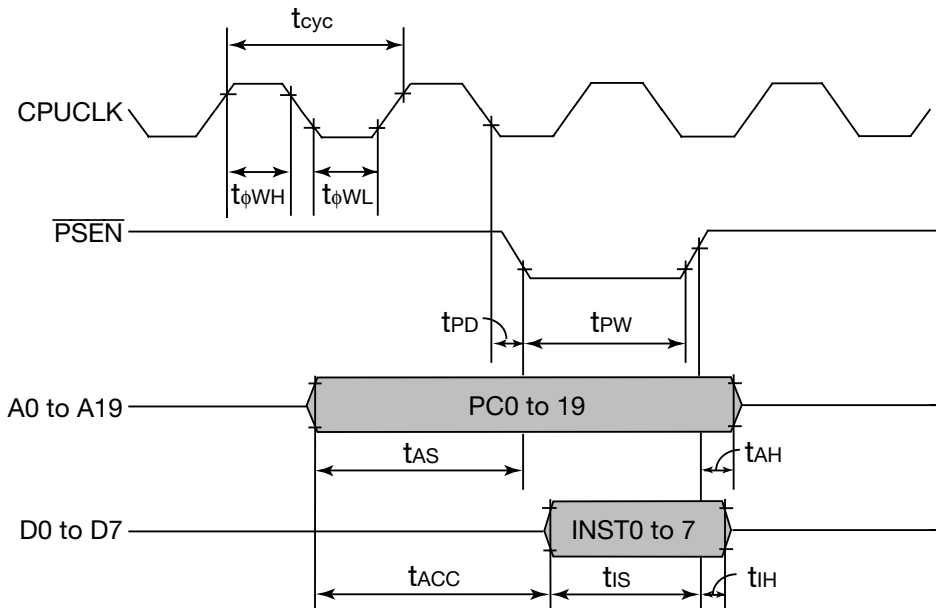 tcyc
CPUCLK
tφWH tφWL
PSEN
tPD tPW
A0 to A19 PC0 to 19
tAS tAH
D0 to D7 INST0 to 7
tACC tIS tIH